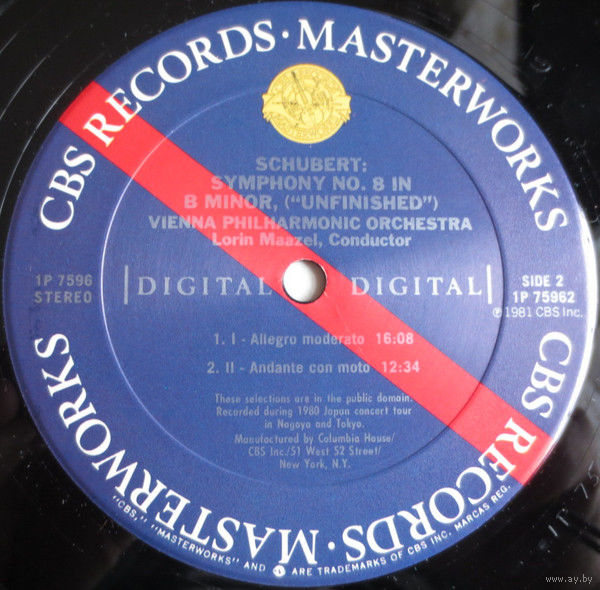 CBS RECORDS · MASTERWORKS
SCHUBERT:
SYMPHONY NO. 8 IN
B MINOR, ("UNFINISHED")
VIENNA PHILHARMONIC ORCHESTRA
Lorin Maazel, Conductor
1P 7596
STEREO
DIGITAL DIGITAL
SIDE 2
1P 75962
℗1981 CBS Inc.
1. I - Allegro moderato 16:08
2. II - Andante con moto 12:34
These selections are in the public domain.
Recorded during 1980 Japan concert tour
in Nagoya and Tokyo.
Manufactured by Columbia House/
CBS Inc./51 West 52 Street/
New York, N.Y.
CBS RECORDS · MASTERWORKS
"CBS," "MASTERWORKS" AND ARE TRADEMARKS OF CBS INC. MARCAS REG.
www.ay.by